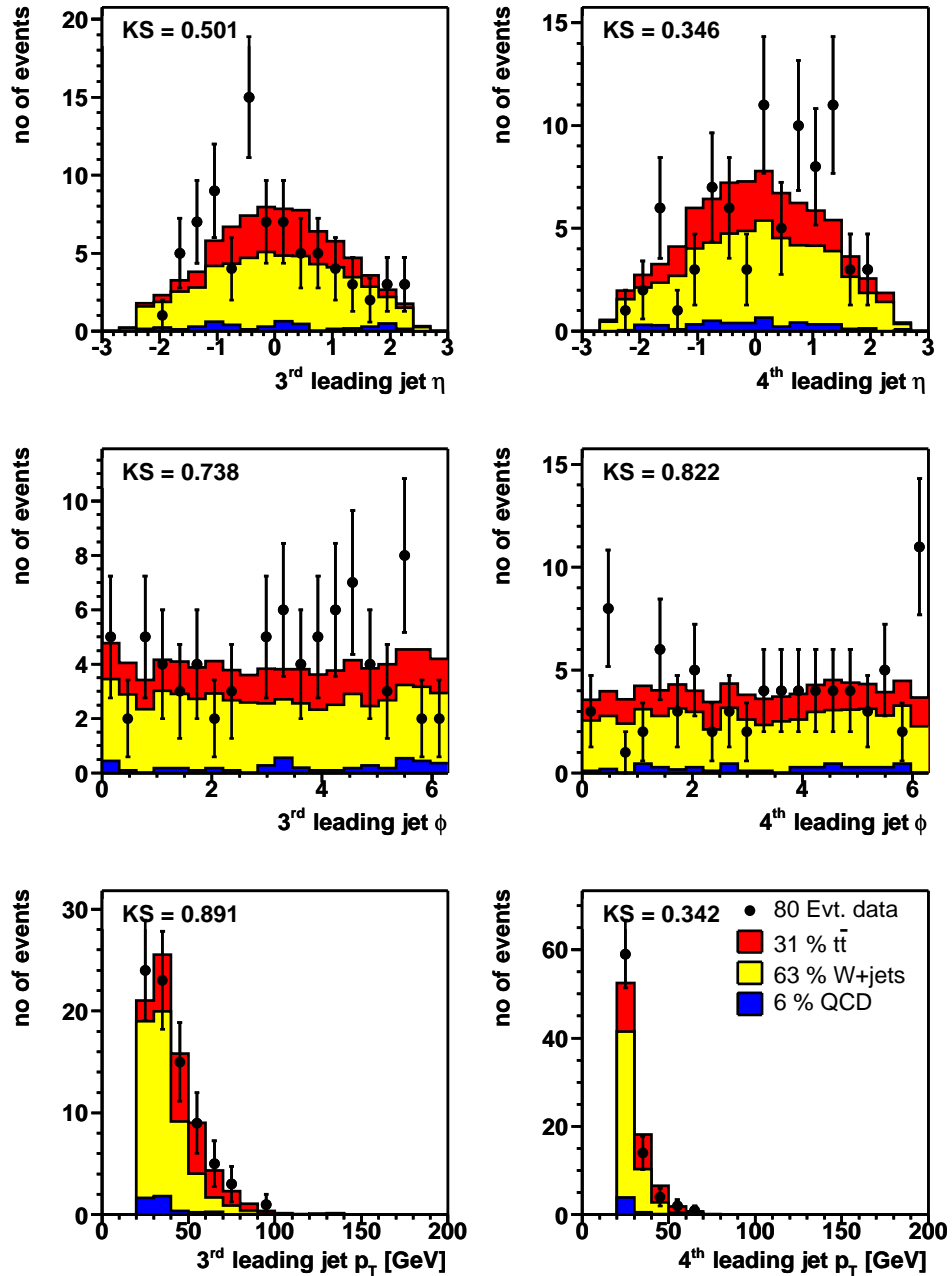 no of events
20
15
10
5
0
KS = 0.501
-3 -2 -1 0 1 2 3
3rd leading jet η
no of events
15
10
5
0
KS = 0.346
-3 -2 -1 0 1 2 3
4th leading jet η
no of events
10
8
6
4
2
0
KS = 0.738
0 2 4 6
3rd leading jet ϕ
no of events
15
10
5
0
KS = 0.822
0 2 4 6
4th leading jet ϕ
no of events
30
20
10
0
KS = 0.891
0 50 100 150 200
3rd leading jet pT [GeV]
no of events
60
40
20
0
KS = 0.342
80 Evt. data
31 % tt̄
63 % W+jets
6 % QCD
0 50 100 150 200
4th leading jet pT [GeV]